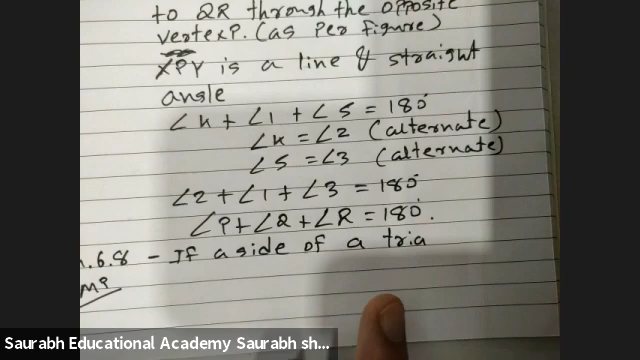 to QR through the opposite
vertex P. (as per figure)
XPY is a line & straight
angle
∠4 + ∠1 + ∠5 = 180°
∠4 = ∠2 (alternate)
∠5 = ∠3 (alternate)
∠2 + ∠1 + ∠3 = 180°
∠P + ∠Q + ∠R = 180°.
.6.8 - If a side of a tria
Saurabh Educational Academy Saurabh sh...